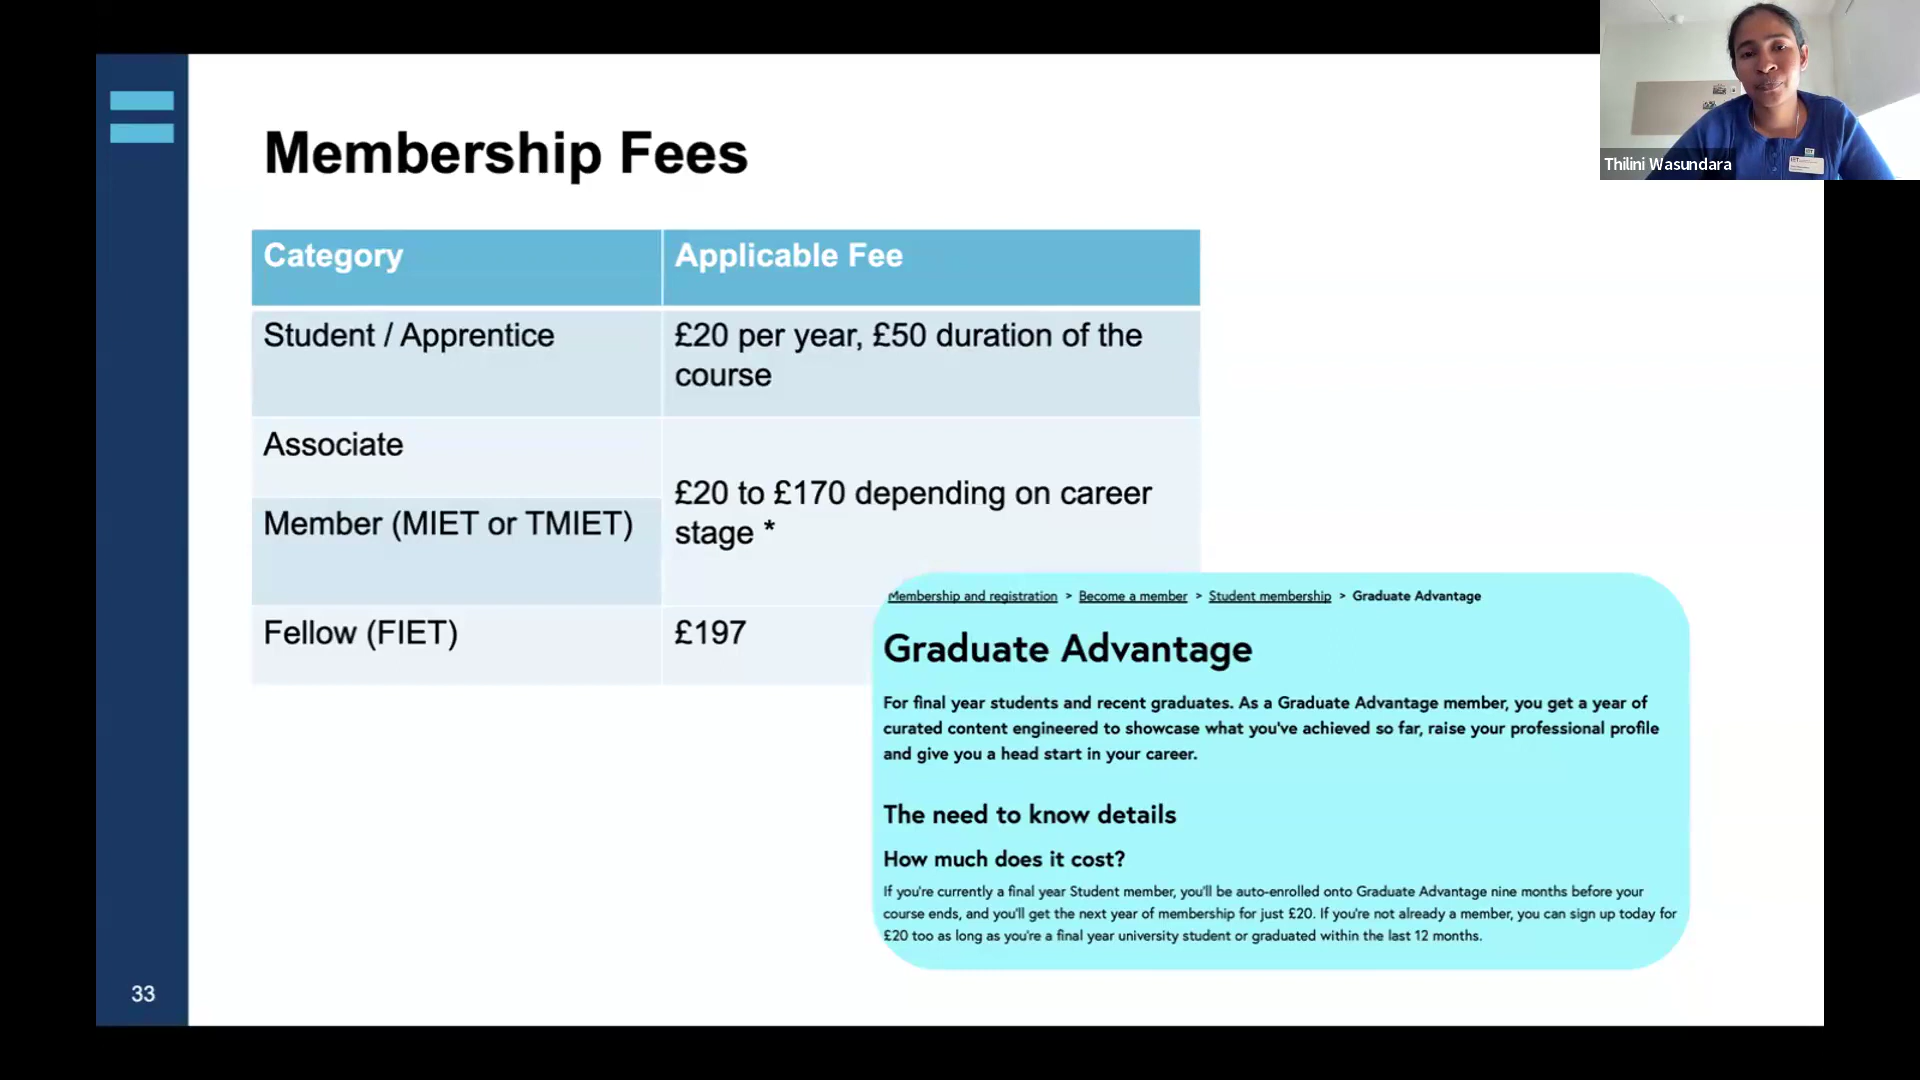 Membership Fees
Category
Applicable Fee
Student / Apprentice
£20 per year, £50 duration of the
course
Associate
£20 to £170 depending on career
stage *
Member (MIET or TMIET)
Fellow (FIET)
£197
Membership and registration > Become a member > Student membership > Graduate Advantage
Graduate Advantage
For final year students and recent graduates. As a Graduate Advantage member, you get a year of
curated content engineered to showcase what you've achieved so far, raise your professional profile
and give you a head start in your career.
The need to know details
How much does it cost?
If you're currently a final year Student member, you'll be auto-enrolled onto Graduate Advantage nine months before your
course ends, and you'll get the next year of membership for just £20. If you're not already a member, you can sign up today for
£20 too as long as you're a final year university student or graduated within the last 12 months.
33
Thilini Wasundara